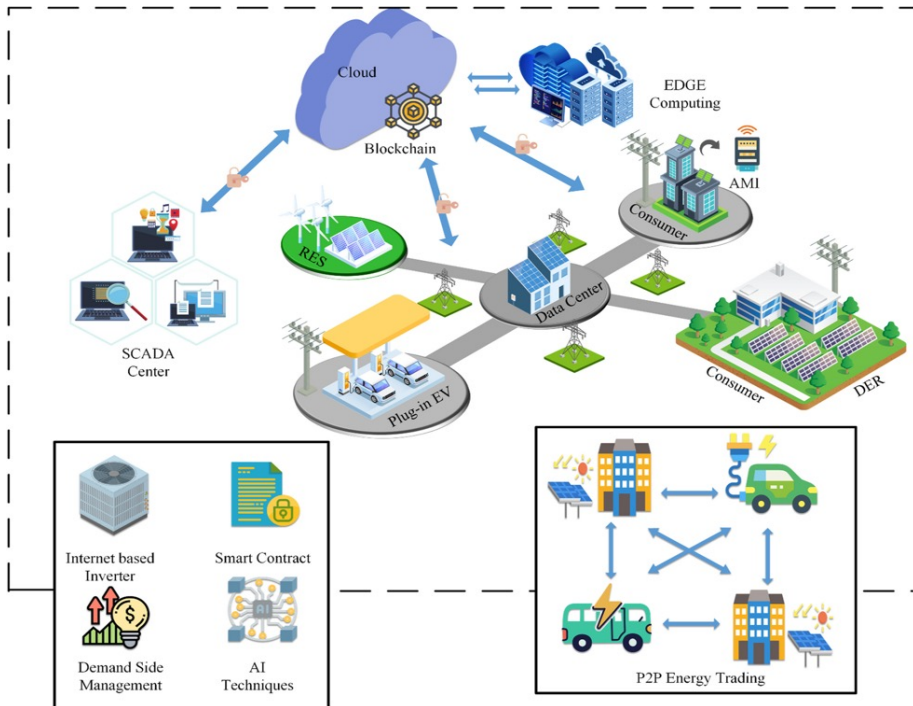 Cloud
Blockchain
EDGE
Computing
AMI
Consumer
RES
Data Center
SCADA
Center
Plug-in EV
Consumer
DER
Internet based
Inverter
Smart Contract
Demand Side
Management
AI
AI
Techniques
P2P Energy Trading